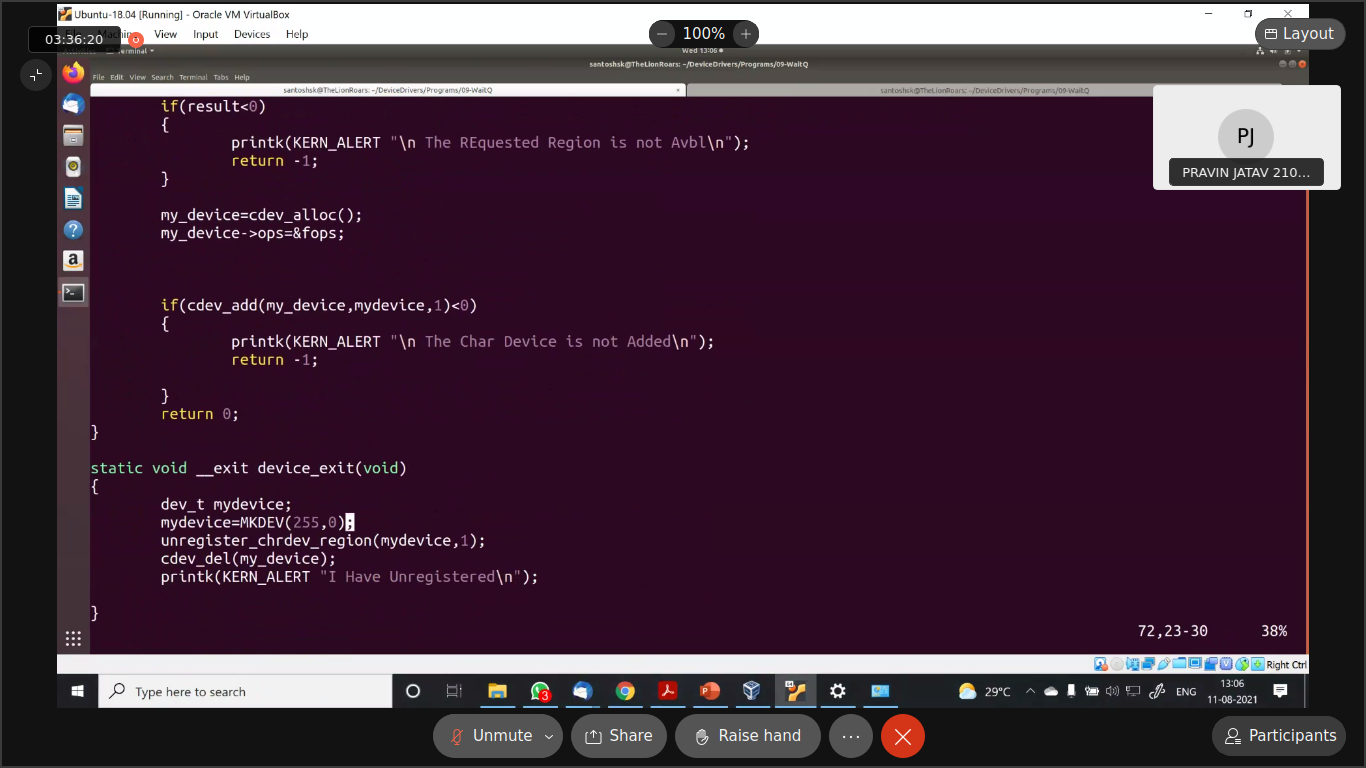 Ubuntu-18.04 [Running] - Oracle VM VirtualBox
03:36:20
View Input Devices Help
100%
Layout
Wed 13:06
santoshsk@TheLionRoars: ~/DeviceDrivers/Programs/09-WaitQ
File Edit View Search Terminal Tabs Help
santoshsk@TheLionRoars: ~/DeviceDrivers/Programs/09-WaitQ
santoshsk@TheLionRoars: ~/DeviceDrivers/Programs/09-WaitQ
PJ
PRAVIN JATAV 210...
if(result<0)
{
printk(KERN_ALERT "\n The REquested Region is not Avbl\n");
return -1;
}
my_device=cdev_alloc();
my_device->ops=&fops;
if(cdev_add(my_device,mydevice,1)<0)
{
printk(KERN_ALERT "\n The Char Device is not Added\n");
return -1;
}
return 0;
}
static void __exit device_exit(void)
{
dev_t mydevice;
mydevice=MKDEV(255,0);
unregister_chrdev_region(mydevice,1);
cdev_del(my_device);
printk(KERN_ALERT "I Have Unregistered\n");
}
72,23-30 38%
Right Ctrl
Type here to search
3
29°C
ENG
13:06
11-08-2021
Unmute
Share
Raise hand
Participants